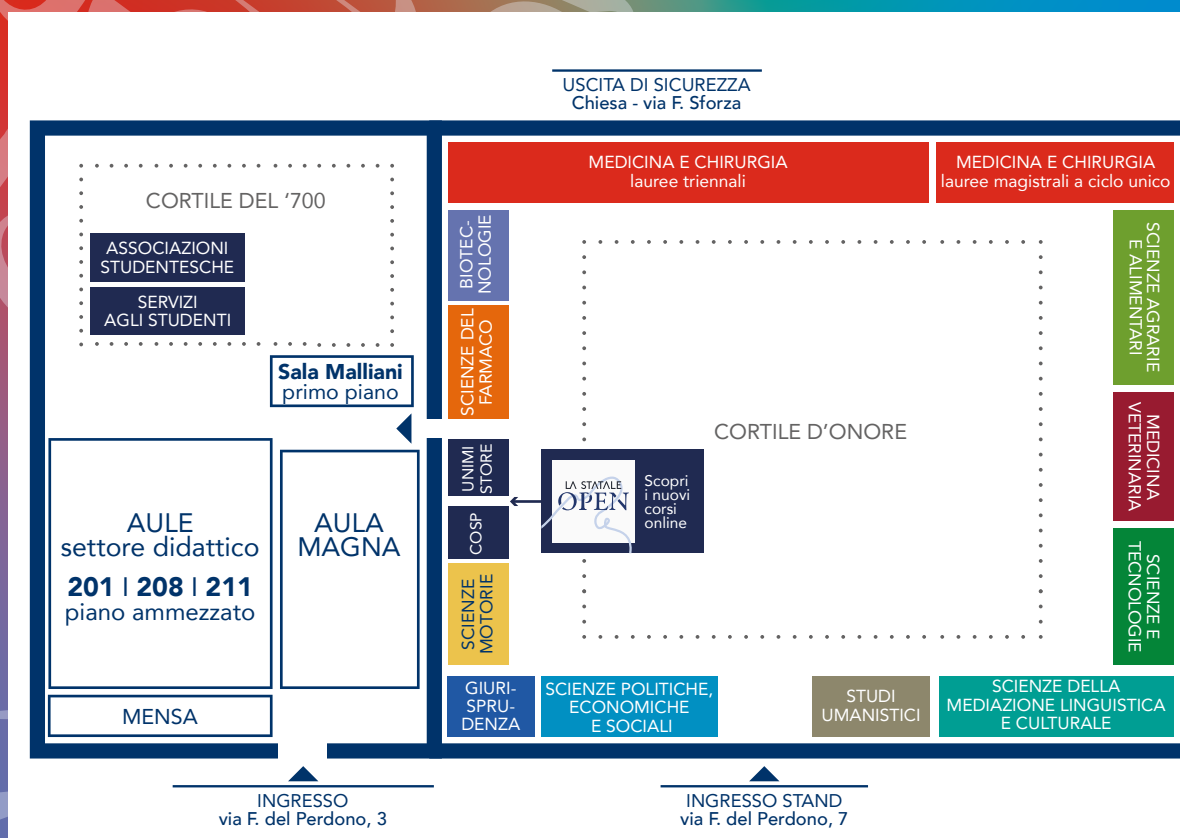 USCITA DI SICUREZZA
Chiesa - via F. Sforza
MEDICINA E CHIRURGIA
lauree triennali
MEDICINA E CHIRURGIA
lauree magistrali a ciclo unico
CORTILE DEL '700
ASSOCIAZIONI
STUDENTESCHE
SERVIZI
AGLI STUDENTI
Sala Malliani
primo piano
AULE
settore didattico
201 | 208 | 211
piano ammezzato
AULA
MAGNA
MENSA
BIOTEC-
NOLOGIE
SCIENZE DEL
FARMACO
UNIMI
STORE
COSP
SCIENZE
MOTORIE
CORTILE D'ONORE
LA STATALE
OPEN
Scopri
i nuovi
corsi
online
SCIENZE AGRARIE
E ALIMENTARI
MEDICINA
VETERINARIA
SCIENZE E
TECNOLOGIE
GIURI-
SPRU-
DENZA
SCIENZE POLITICHE,
ECONOMICHE
E SOCIALI
STUDI
UMANISTICI
SCIENZE DELLA
MEDIAZIONE LINGUISTICA
E CULTURALE
INGRESSO
via F. del Perdono, 3
INGRESSO STAND
via F. del Perdono, 7